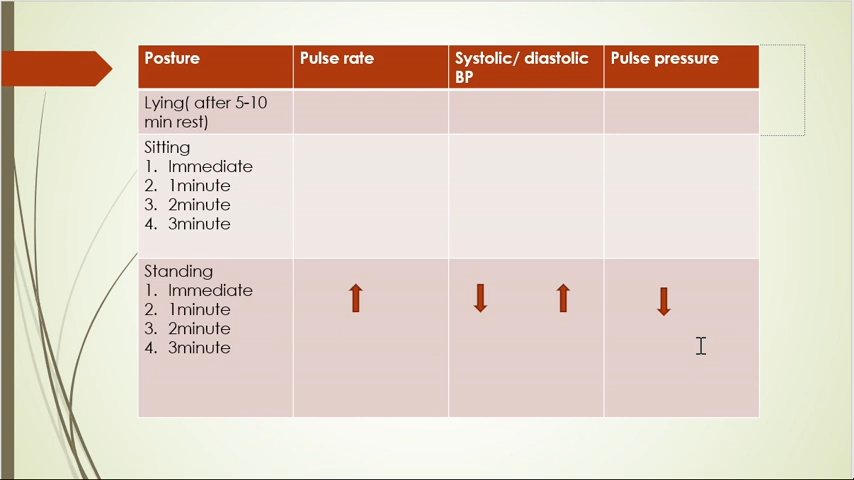 Posture
Pulse rate
Systolic/ diastolic
BP
Pulse pressure
Lying( after 5-10
min rest)
Sitting
1. Immediate
2. 1minute
3. 2minute
4. 3minute
Standing
1. Immediate
2. 1minute
3. 2minute
4. 3minute